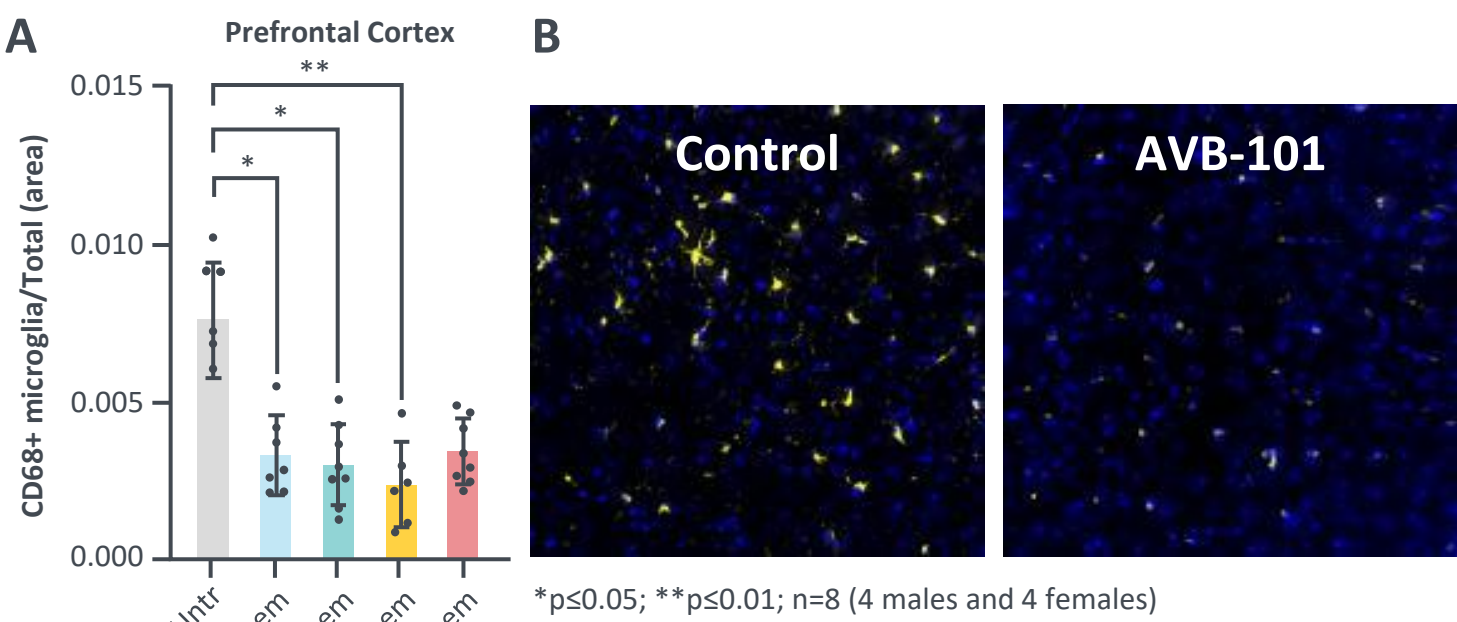 A
Prefrontal Cortex
B
**
*
*
0.015
0.010
0.005
0.000
CD68+ microglia/Total (area)
Control
AVB-101
*p≤0.05; **p≤0.01; n=8 (4 males and 4 females)